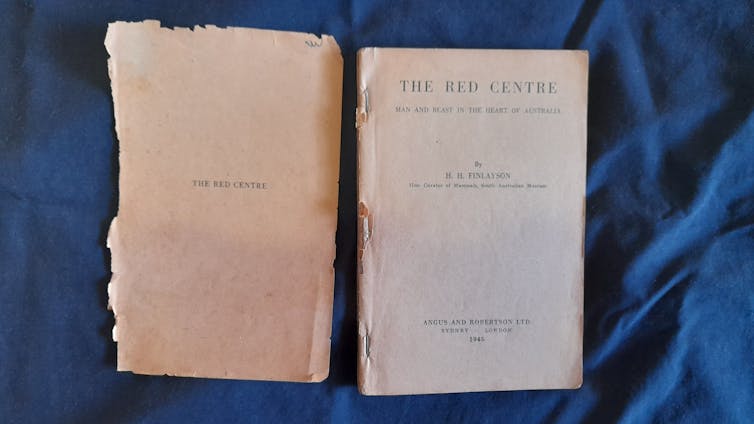 THE RED CENTRE
THE RED CENTRE
MAN AND BEAST IN THE HEART OF AUSTRALIA
By
H. H. FINLAYSON
Hon. Curator of Mammals, South Australian Museum
ANGUS AND ROBERTSON LTD.
SYDNEY LONDON
1945